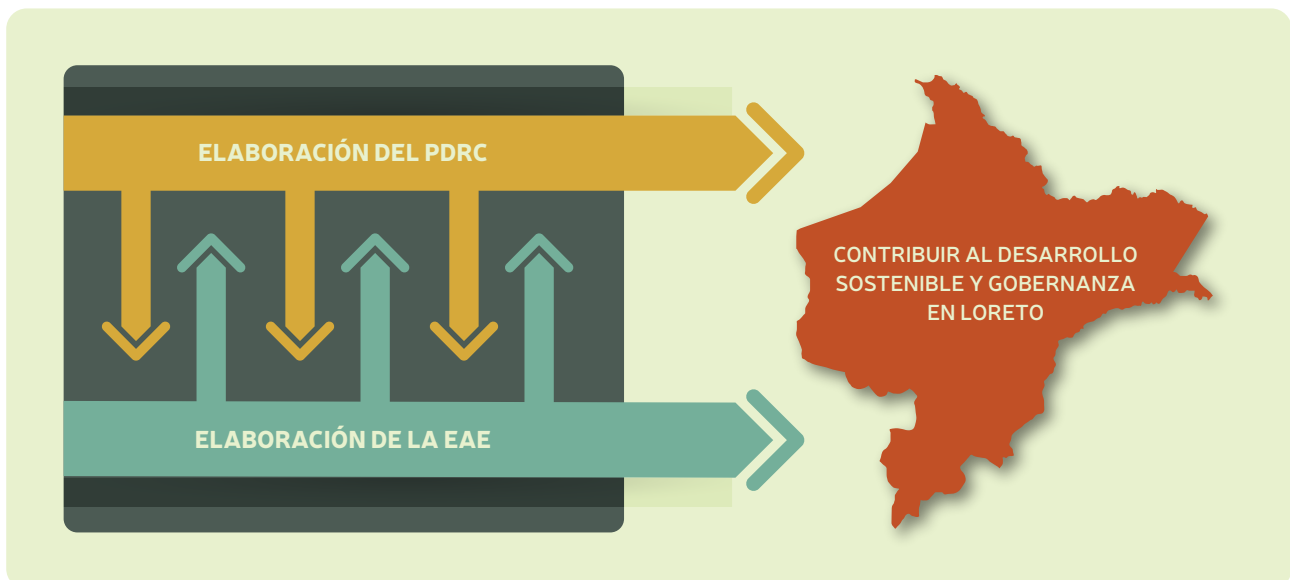 ELABORACIÓN DEL PDRC
CONTRIBUIR AL DESARROLLO
SOSTENIBLE Y GOBERNANZA
EN LORETO
ELABORACIÓN DE LA EAE